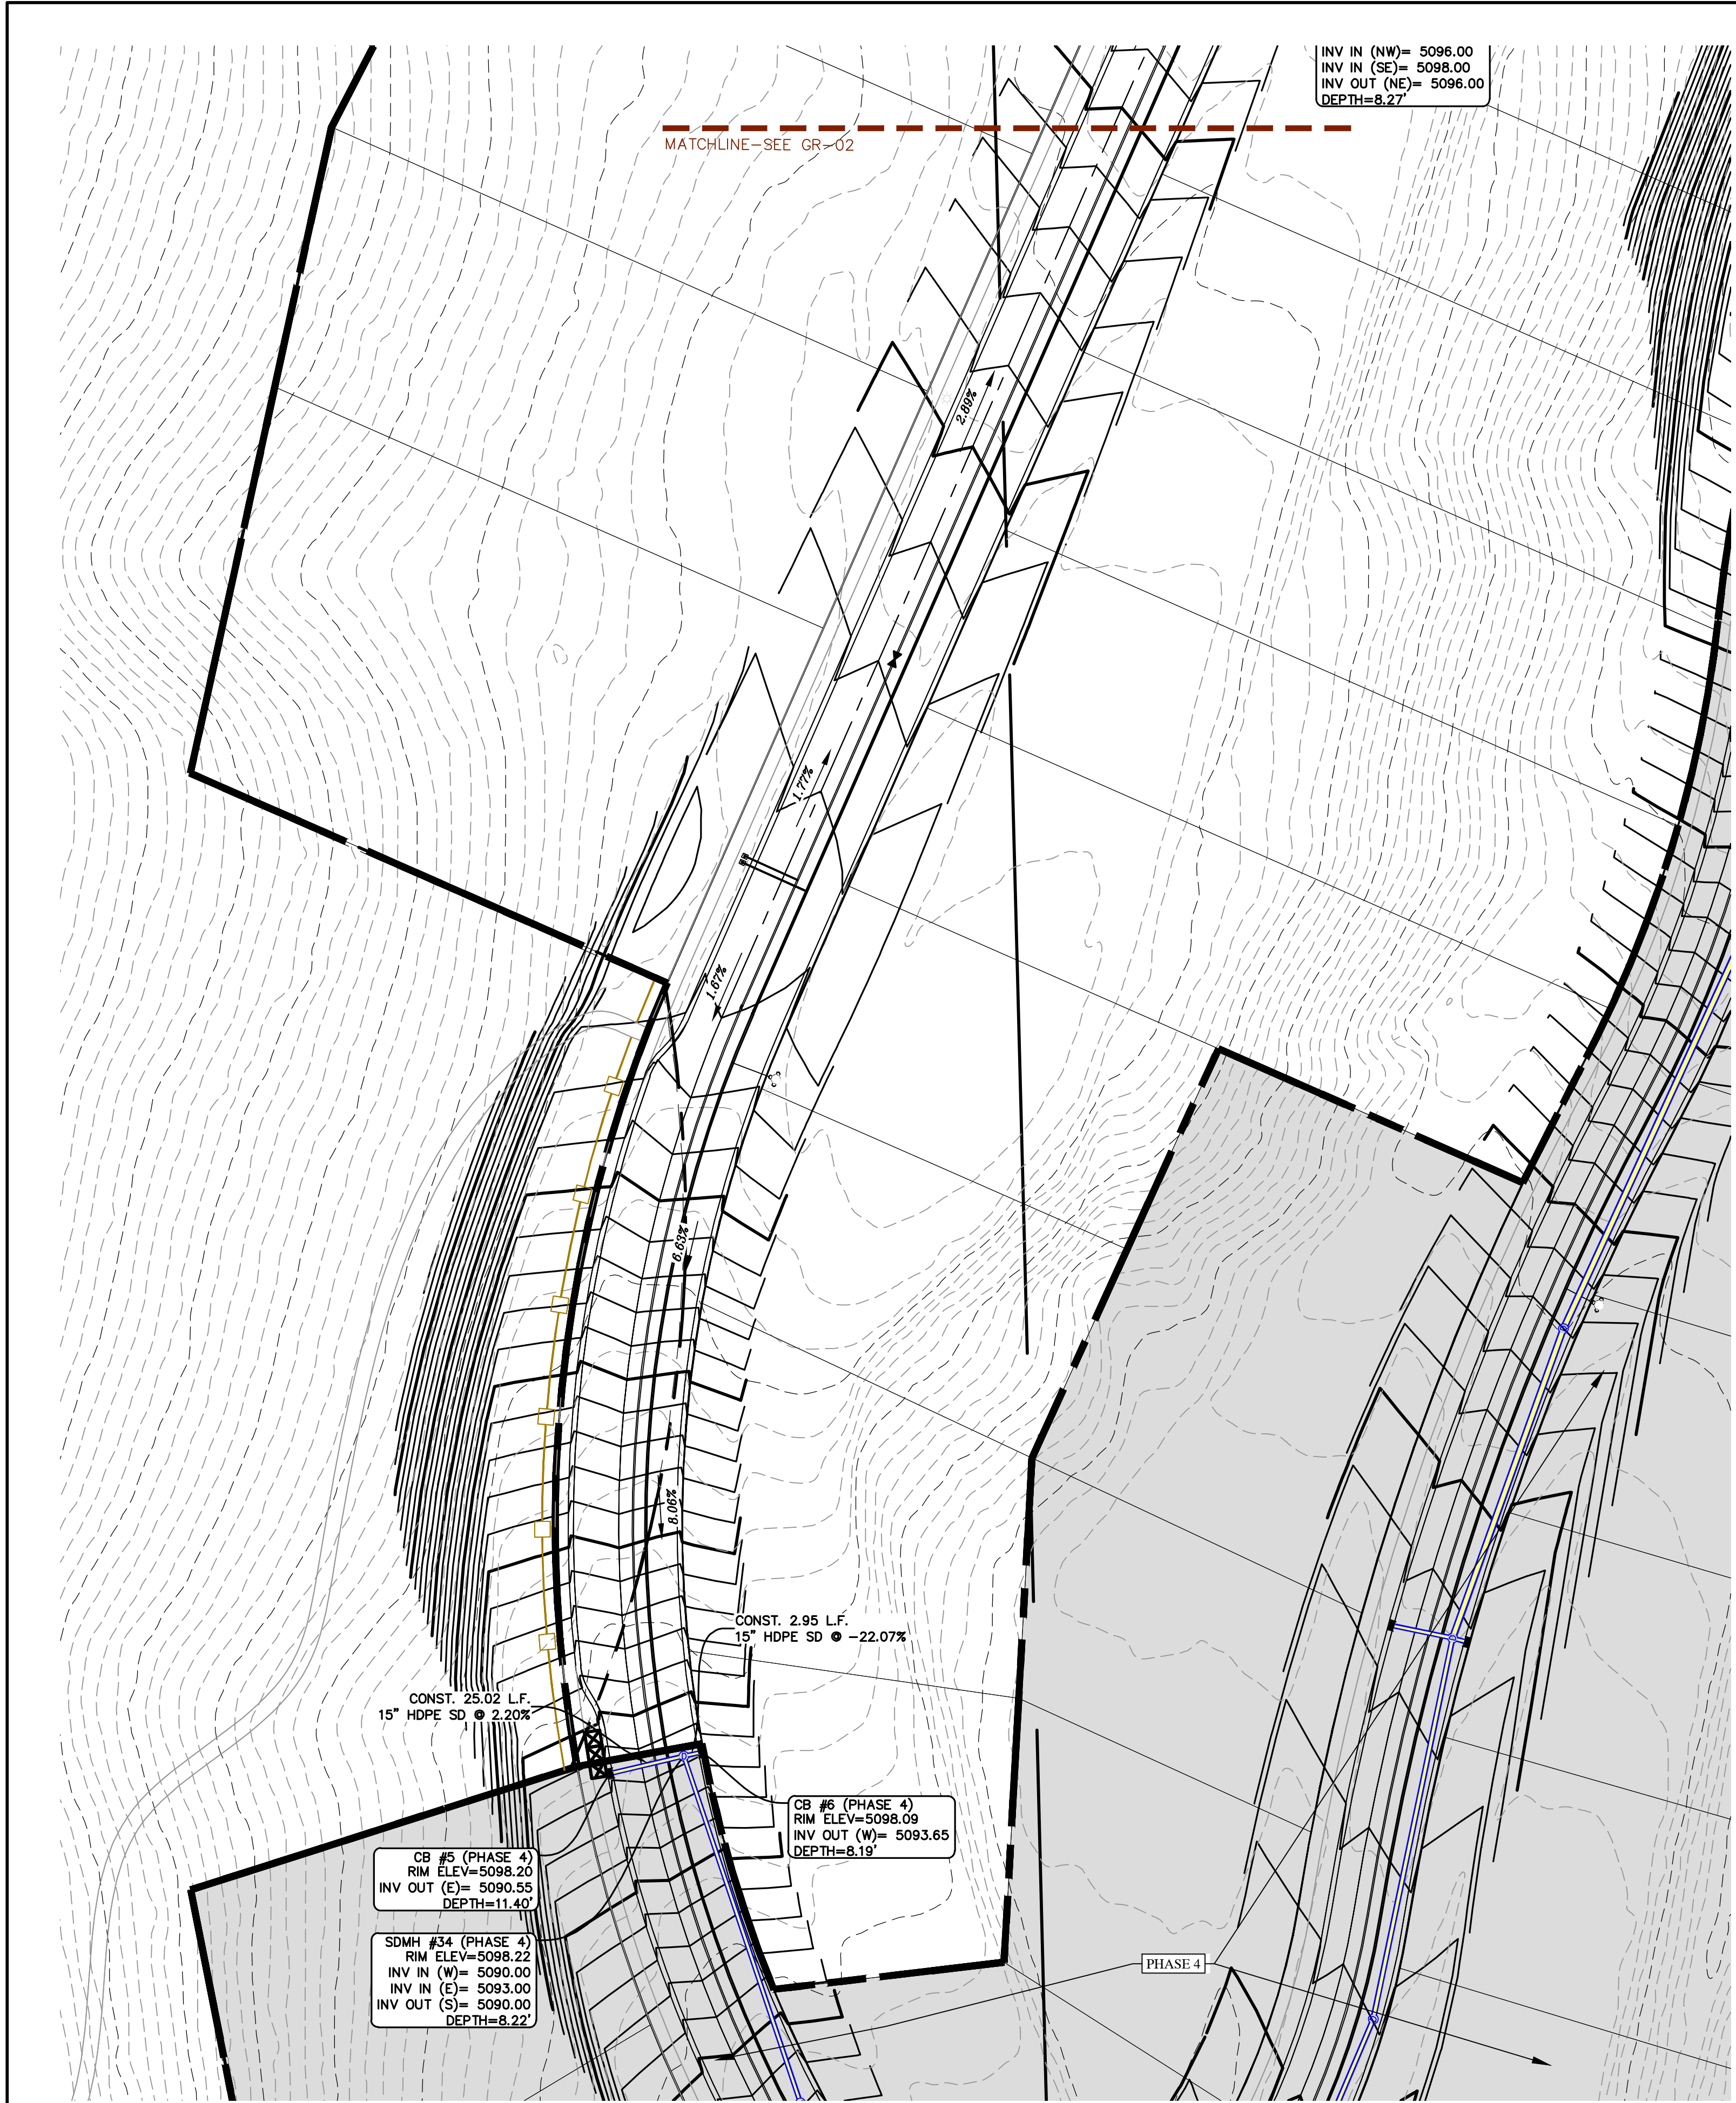 INV IN (NW)= 5096.00
INV IN (SE)= 5098.00
INV OUT (NE)= 5096.00
DEPTH=8.27'
MATCHLINE-SEE GR-02
2.89%
1.77%
1.67%
6.63%
8.06%
CONST. 2.95 L.F.
15" HDPE SD @ -22.07%
CONST. 25.02 L.F.
15" HDPE SD @ 2.20%
CB #6 (PHASE 4)
RIM ELEV=5098.09
INV OUT (W)= 5093.65
DEPTH=8.19'
CB #5 (PHASE 4)
RIM ELEV=5098.20
INV OUT (E)= 5090.55
DEPTH=11.40'
SDMH #34 (PHASE 4)
RIM ELEV=5098.22
INV IN (W)= 5090.00
INV IN (E)= 5093.00
INV OUT (S)= 5090.00
DEPTH=8.22'
PHASE 4